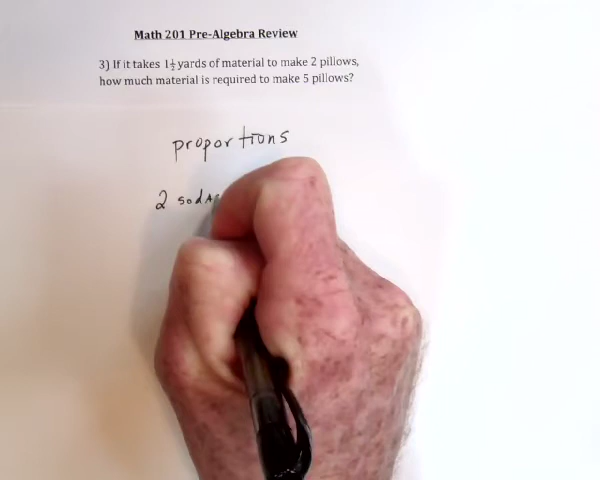 Math 201 Pre-Algebra Review
3) If it takes 1½ yards of material to make 2 pillows,
how much material is required to make 5 pillows?
proportions
2